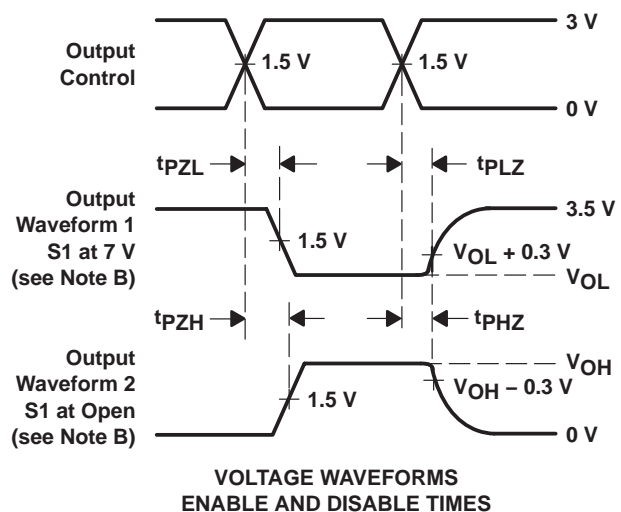 3 V
Output
Control
1.5 V
1.5 V
0 V
tPZL
tPLZ
Output
Waveform 1
S1 at 7 V
(see Note B)
3.5 V
1.5 V
VOL + 0.3 V
VOL
tPZH
tPHZ
Output
Waveform 2
S1 at Open
(see Note B)
VOH
1.5 V
VOH – 0.3 V
0 V
VOLTAGE WAVEFORMS
ENABLE AND DISABLE TIMES